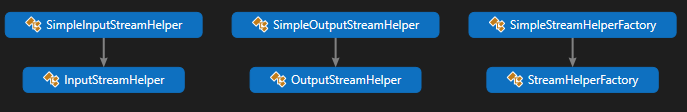 SimpleInputStreamHelper
SimpleOutputStreamHelper
SimpleStreamHelperFactory
InputStreamHelper
OutputStreamHelper
StreamHelperFactory